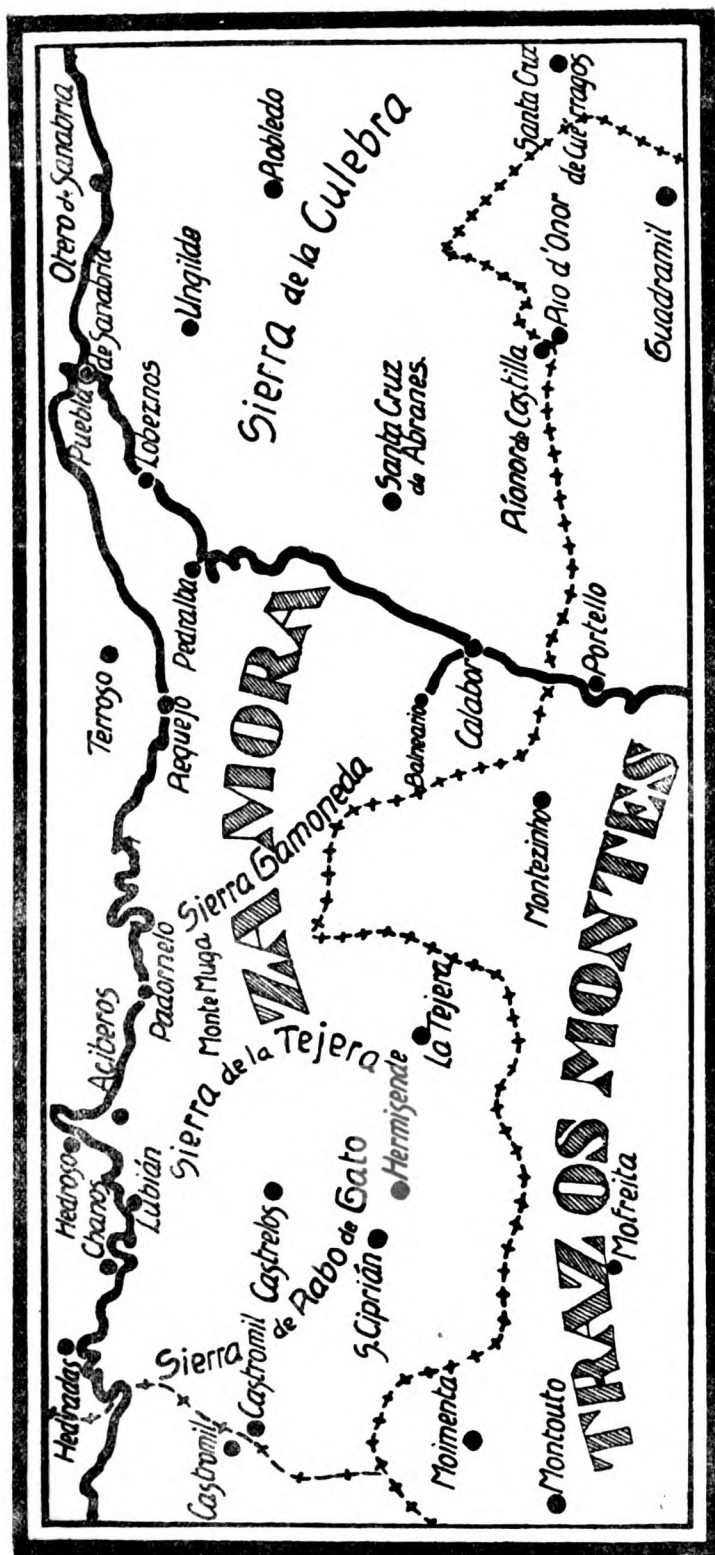 Hedradas
Hedroso
Chanos
Lubián
Aciberos
Padornelo
Requejo
Terroso
Puebla
de Sanabria
Otero de Sanabria
Lobeznos
Pedralba
Ungilde
Robledo
Monte Muga
ZAMORA
Sierra de la Culebra
Sierra Gamoneda
Sierra de la Tejera
Sierra
de Rabo de Gato
Castromil
Castromil
Castrelos
S. Ciprián
Hermisende
La Tejera
Balneario
Calabor
Santa Cruz
de Abranes.
Rionor de Castilla
Rio d'Onor
Santa Cruz
de Cuerragos
Moimenta
Montezinho
Portello
Guadramil
Montouto
Mofreita
TRAZ OS MONTES